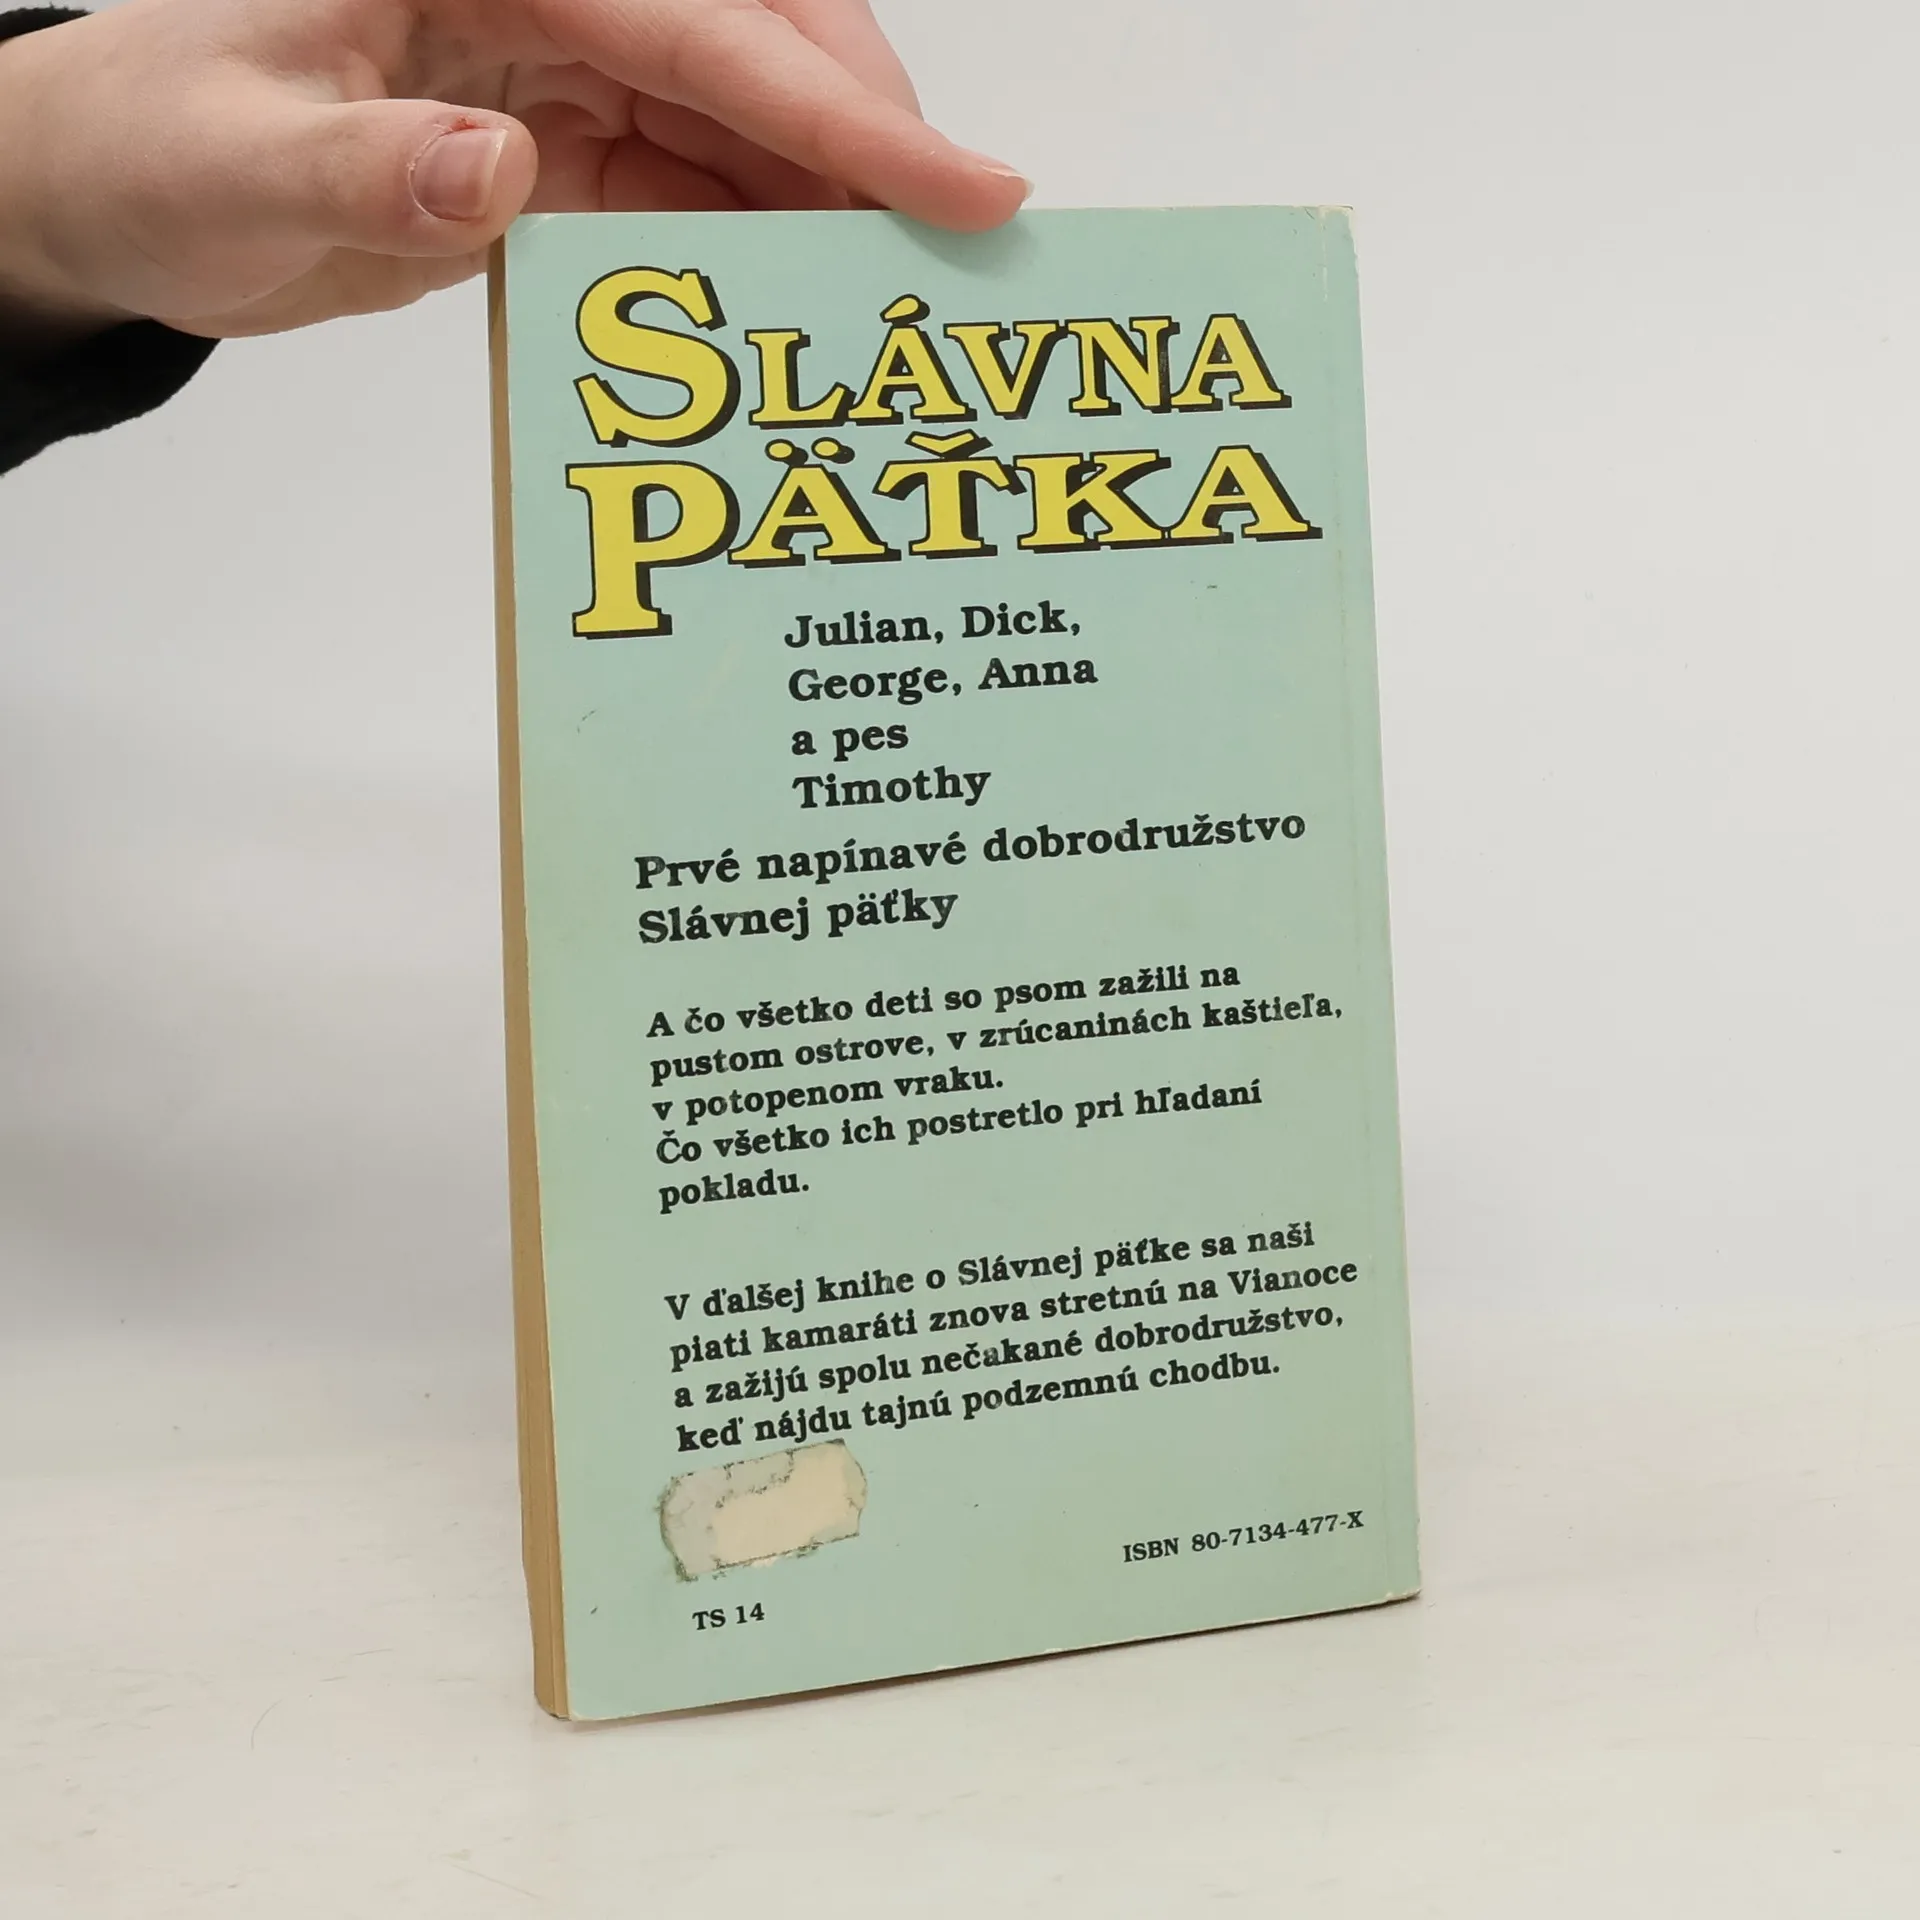 SLÁVNA
PÄŤKA
Julian, Dick,
George, Anna
a pes
Timothy
Prvé napínavé dobrodružstvo
Slávnej päťky
A čo všetko deti so psom zažili na
pustom ostrove, v zrúcaninách kaštieľa,
v potopenom vraku.
Čo všetko ich postretlo pri hľadaní
pokladu.
V ďalšej knihe o Slávnej päťke sa naši
piati kamaráti znova stretnú na Vianoce
a zažijú spolu nečakané dobrodružstvo,
keď nájdu tajnú podzemnú chodbu.
ISBN 80-7134-477-X
TS 14